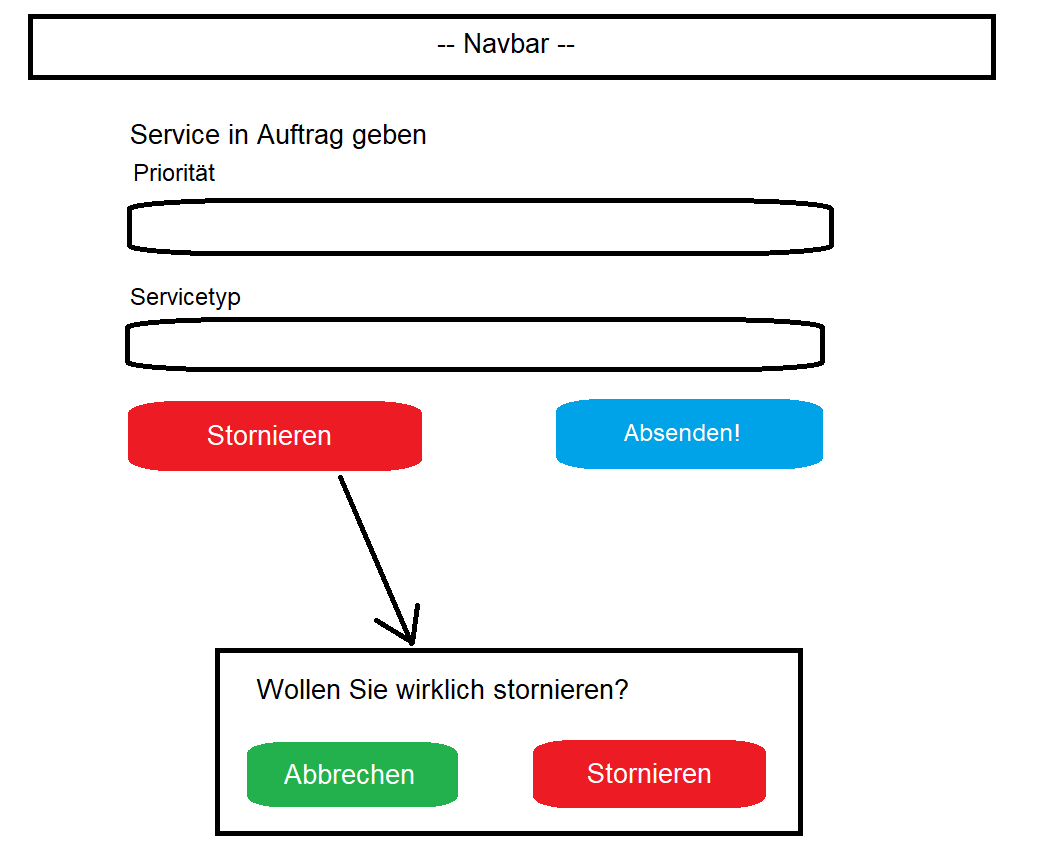 -- Navbar --
Service in Auftrag geben
Priorität
Servicetyp
Stornieren
Absenden!
Wollen Sie wirklich stornieren?
Abbrechen
Stornieren